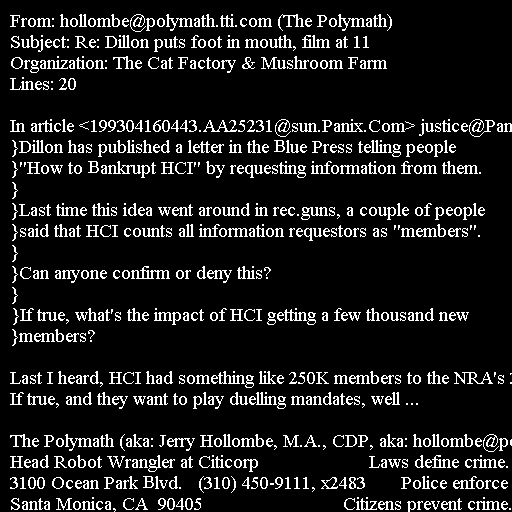 From: hollombe@polymath.tti.com (The Polymath)
Subject: Re: Dillon puts foot in mouth, film at 11
Organization: The Cat Factory & Mushroom Farm
Lines: 20
In article <199304160443.AA25231@sun.Panix.Com> justice@Pan
}Dillon has published a letter in the Blue Press telling people
}"How to Bankrupt HCI" by requesting information from them.
}
}Last time this idea went around in rec.guns, a couple of people
}said that HCI counts all information requestors as "members".
}
}Can anyone confirm or deny this?
}
}If true, what's the impact of HCI getting a few thousand new
}members?
Last I heard, HCI had something like 250K members to the NRA's
If true, and they want to play duelling mandates, well ...
The Polymath (aka: Jerry Hollombe, M.A., CDP, aka: hollombe@po
Head Robot Wrangler at Citicorp Laws define crime.
3100 Ocean Park Blvd. (310) 450-9111, x2483 Police enforce
Santa Monica, CA 90405 Citizens prevent crime.